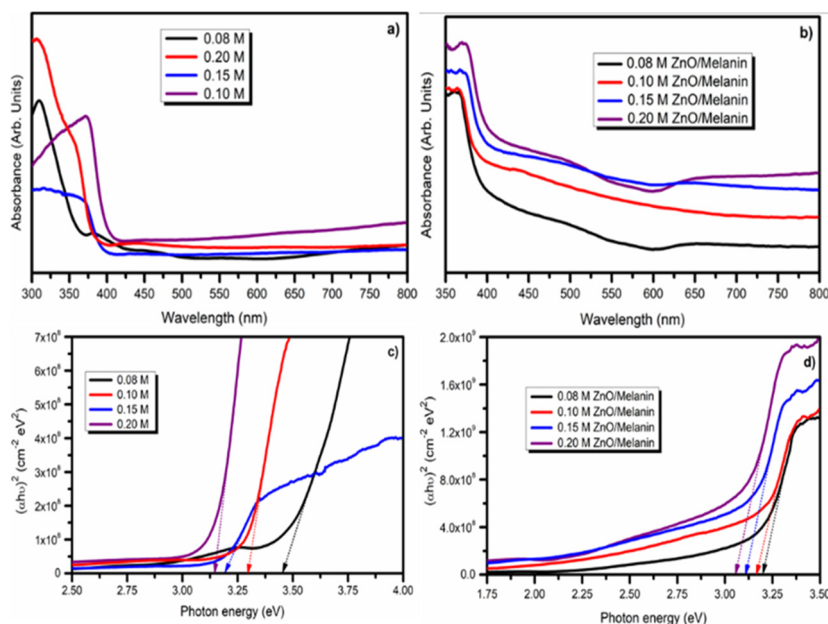 a)
0.08 M
0.20 M
0.15 M
0.10 M
Absorbance (Arb. Units)
300 350 400 450 500 550 600 650 700 750 800
Wavelength (nm)
b)
0.08 M ZnO/Melanin
0.10 M ZnO/Melanin
0.15 M ZnO/Melanin
0.20 M ZnO/Melanin
Absorbance (Arb. Units)
350 400 450 500 550 600 650 700 750 800
Wavelength (nm)
c)
0.08 M
0.10 M
0.15 M
0.20 M
(αhυ)² (cm⁻² eV²)
7x10⁸
6x10⁸
5x10⁸
4x10⁸
3x10⁸
2x10⁸
1x10⁸
0
2.50 2.75 3.00 3.25 3.50 3.75 4.00
Photon energy (eV)
d)
0.08 M ZnO/Melanin
0.10 M ZnO/Melanin
0.15 M ZnO/Melanin
0.20 M ZnO/Melanin
(αhυ)² (cm⁻² eV²)
2.0x10⁹
1.6x10⁹
1.2x10⁹
8.0x10⁸
4.0x10⁸
0.0
1.75 2.00 2.25 2.50 2.75 3.00 3.25 3.50
Photon energy (eV)